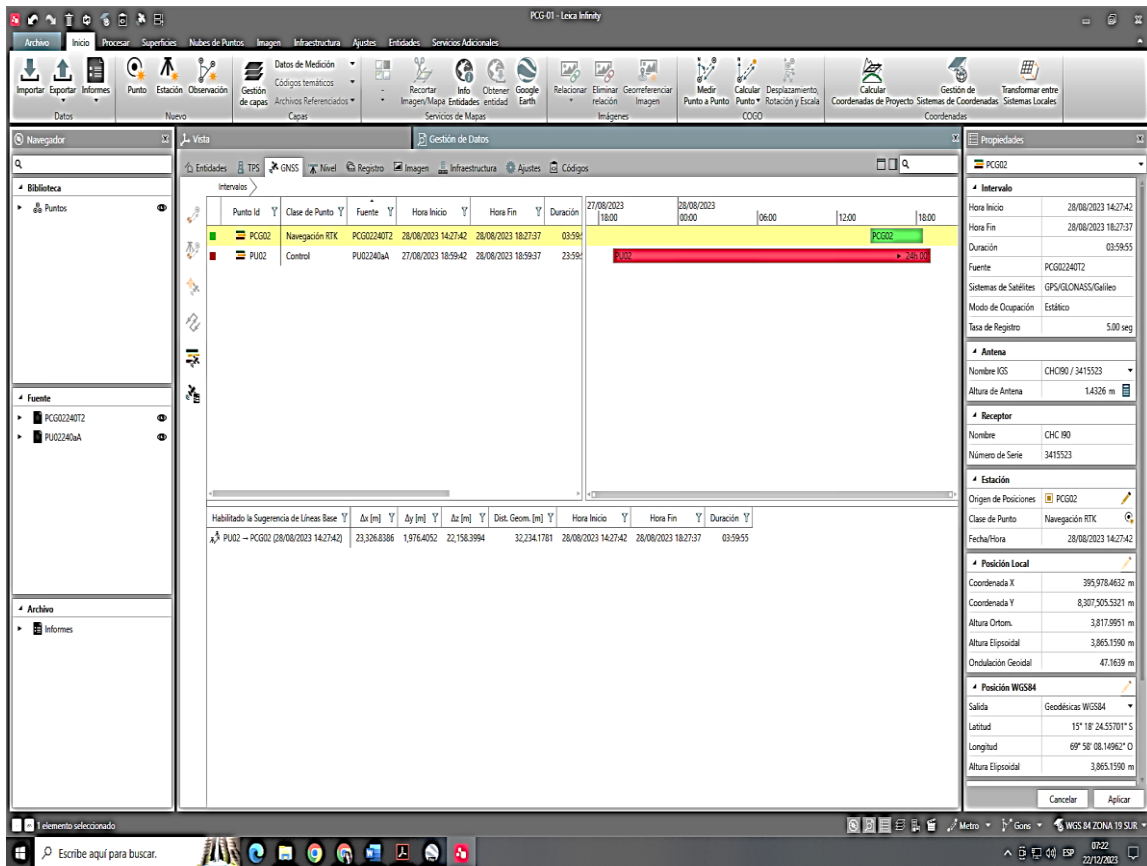 PCG-01 - Leica Infinity
Archivo Inicio Procesar Superficies Nubes de Puntos Imagen Infraestructura Ajustes Entidades Servicios Adicionales
Importar Exportar Informes
Datos
Punto Estación Observación
Nuevo
Gestión de capas
Datos de Medición
Códigos temáticos
Archivos Referenciados
Capas
Recortar Imagen/Mapa
Info Entidades
Obtener entidad
Google Earth
Servicios de Mapas
Relacionar
Eliminar relación
Georreferenciar Imagen
Imágenes
Medir Punto a Punto
Calcular Punto
Desplazamiento, Rotación y Escala
COGO
Calcular Coordenadas de Proyecto
Gestión de Sistemas de Coordenadas
Transformar entre Sistemas Locales
Coordenadas
Navegador
Biblioteca
Puntos
Fuente
PCG02240T2
PU02240aA
Archivo
Informes
Vista
Gestión de Datos
Entidades TPS GNSS Nivel Registro Imagen Infraestructura Ajustes Códigos
Intervalos
Punto Id Clase de Punto Fuente Hora Inicio Hora Fin Duración
PCG02 Navegación RTK PCG02240T2 28/08/2023 14:27:42 28/08/2023 18:27:37 03:59:5
PU02 Control PU02240aA 27/08/2023 18:59:42 28/08/2023 18:59:37 23:59:
27/08/2023 28/08/2023
18:00 00:00 06:00 12:00 18:00
PCG02
PU02 24h 00
Habilitado la Sugerencia de Líneas Base Δx [m] Δy [m] Δz [m] Dist. Geom. [m] Hora Inicio Hora Fin Duración
PU02 → PCG02 (28/08/2023 14:27:42) 23,326.8386 1,976.4052 22,158.3994 32,234.1781 28/08/2023 14:27:42 28/08/2023 18:27:37 03:59:55
Propiedades
PCG02
Intervalo
Hora Inicio 28/08/2023 14:27:42
Hora Fin 28/08/2023 18:27:37
Duración 03:59:55
Fuente PCG02240T2
Sistemas de Satélites GPS/GLONASS/Galileo
Modo de Ocupación Estático
Tasa de Registro 5.00 seg
Antena
Nombre IGS CHCI90 / 3415523
Altura de Antena 1.4326 m
Receptor
Nombre CHC I90
Número de Serie 3415523
Estación
Origen de Posiciones PCG02
Clase de Punto Navegación RTK
Fecha/Hora 28/08/2023 14:27:42
Posición Local
Coordenada X 395,978.4632 m
Coordenada Y 8,307,505.5321 m
Altura Ortom. 3,817.9951 m
Altura Elipsoidal 3,865.1590 m
Ondulación Geoidal 47.1639 m
Posición WGS84
Salida Geodésicas WGS84
Latitud 15° 18' 24.55701" S
Longitud 69° 58' 08.14962" O
Altura Elipsoidal 3,865.1590 m
Cancelar Aplicar
1 elemento seleccionado
Metro Gons WGS 84 ZONA 19 SUR
Escribe aquí para buscar.
ESP
07:22
22/12/2023